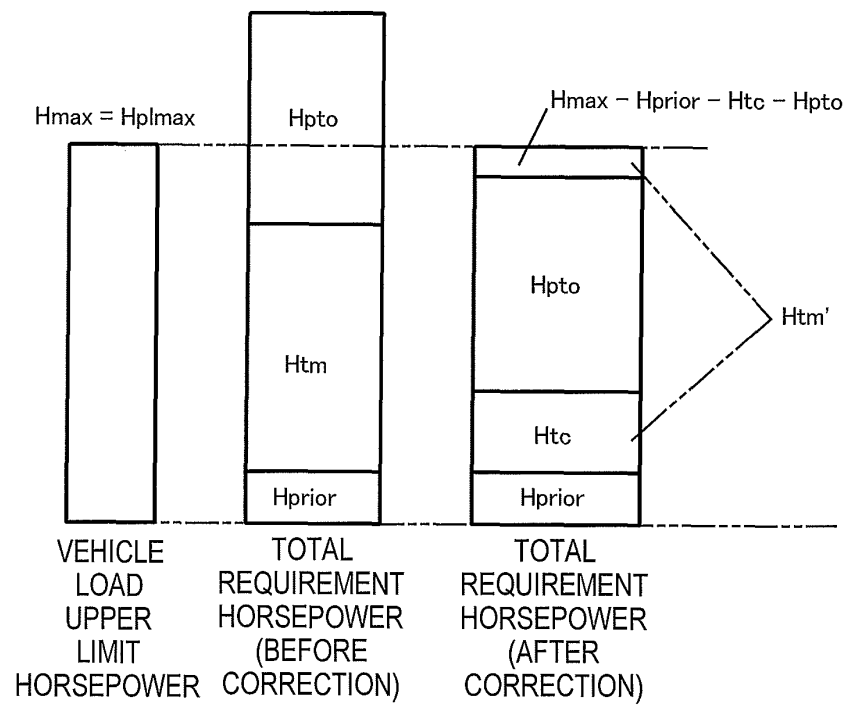 Hmax = Hplmax
Hpto
Hmax − Hprior − Htc − Hpto
Hpto
Htm'
Htm
Htc
Hprior
Hprior
VEHICLE
LOAD
UPPER
LIMIT
HORSEPOWER
TOTAL
REQUIREMENT
HORSEPOWER
(BEFORE
CORRECTION)
TOTAL
REQUIREMENT
HORSEPOWER
(AFTER
CORRECTION)